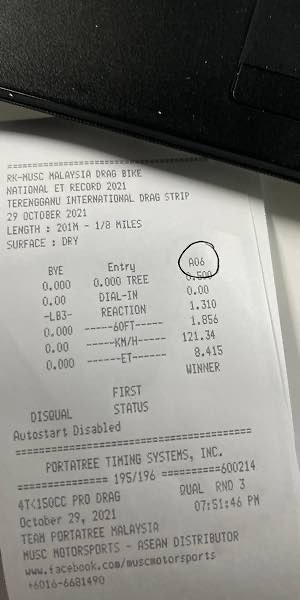 ==============================
RK-MUSC MALAYSIA DRAG BIKE
NATIONAL ET RECORD 2021
TERENGGANU INTERNATIONAL DRAG STRIP
29 OCTOBER 2021
LENGTH : 201M - 1/8 MILES
SURFACE : DRY
BYE Entry A06
0.000 0.000 TREE 0.500
0.00 DIAL-IN 0.00
-LB3- REACTION 1.310
0.000 ------60FT----- 1.856
0.00 ------KM/H----- 121.34
0.000 -------ET------ 8.415
WINNER
FIRST
DISQUAL STATUS
Autostart Disabled
==============================
PORTATREE TIMING SYSTEMS, INC.
=============== 195/196 ==========600214
4T<150CC PRO DRAG QUAL RND 3
October 29, 2021 07:51:46 PM
TEAM PORTATREE MALAYSIA
MUSC MOTORSPORTS - ASEAN DISTRIBUTOR
www.facebook.com/muscmotorsports
+6016-6681490